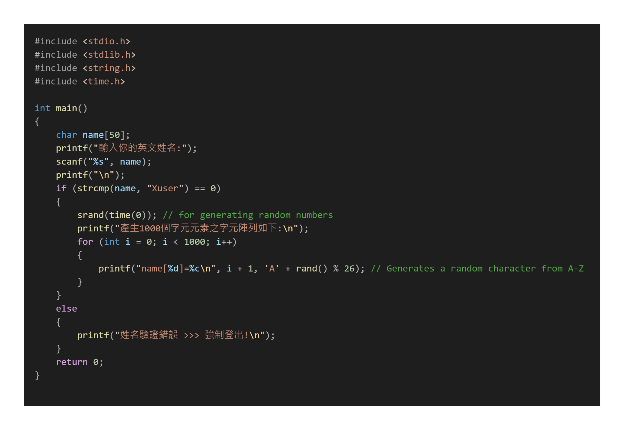 #include <stdio.h>
#include <stdlib.h>
#include <string.h>
#include <time.h>
int main()
{
char name[50];
printf("輸入你的英文姓名:");
scanf("%s", name);
printf("\n");
if (strcmp(name, "Xuser") == 0)
{
srand(time(0)); // for generating random numbers
printf("產生1000個字元元素之字元陣列如下:\n");
for (int i = 0; i < 1000; i++)
{
printf("name[%d]=%c\n", i + 1, 'A' + rand() % 26); // Generates a random character from A-Z
}
}
else
{
printf("姓名驗證錯誤 >>> 強制登出!\n");
}
return 0;
}